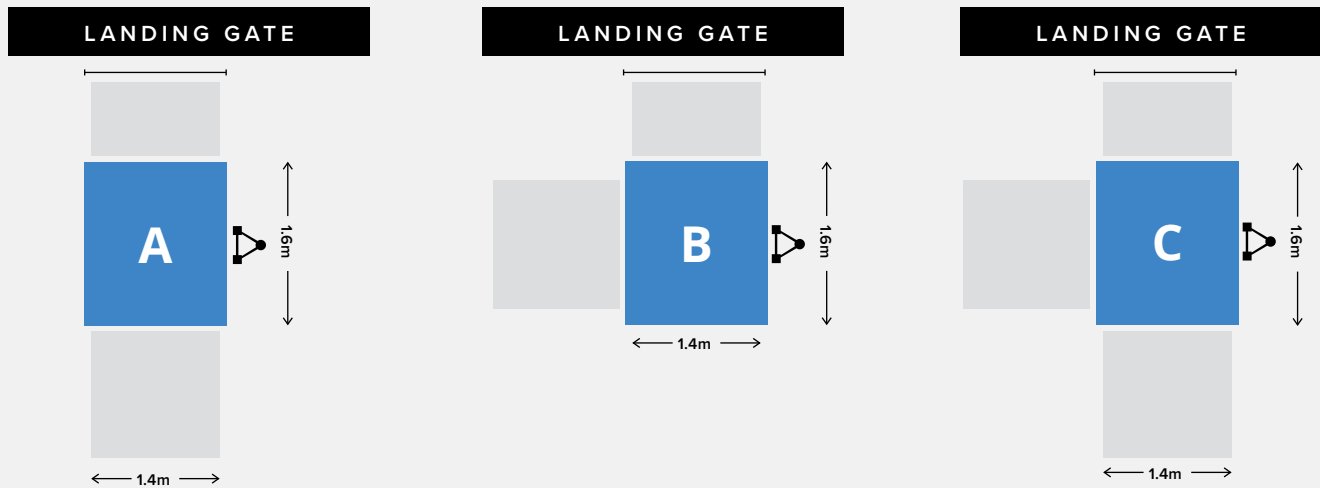 LANDING GATE
LANDING GATE
LANDING GATE
A
1.6m
B
1.6m
C
1.6m
1.4m
1.4m
1.4m